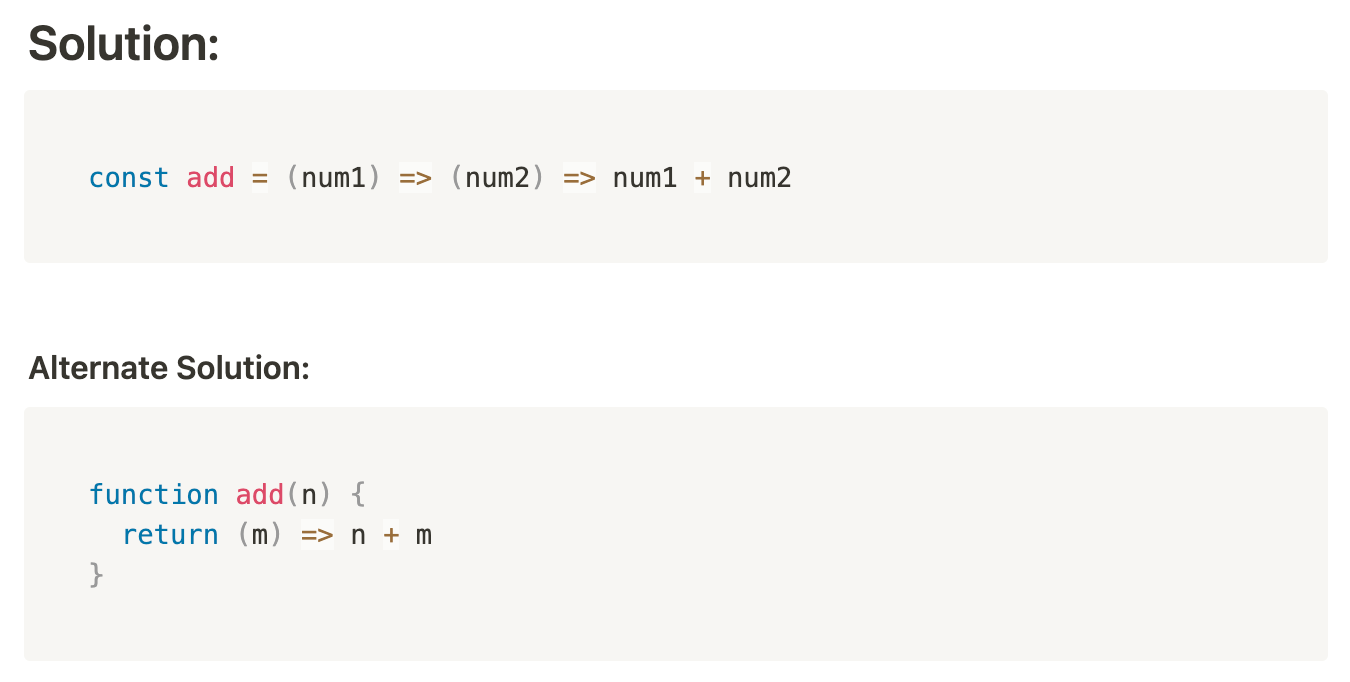 Solution:
const add = (num1) => (num2) => num1 + num2
Alternate Solution:
function add(n) {
  return (m) => n + m
}